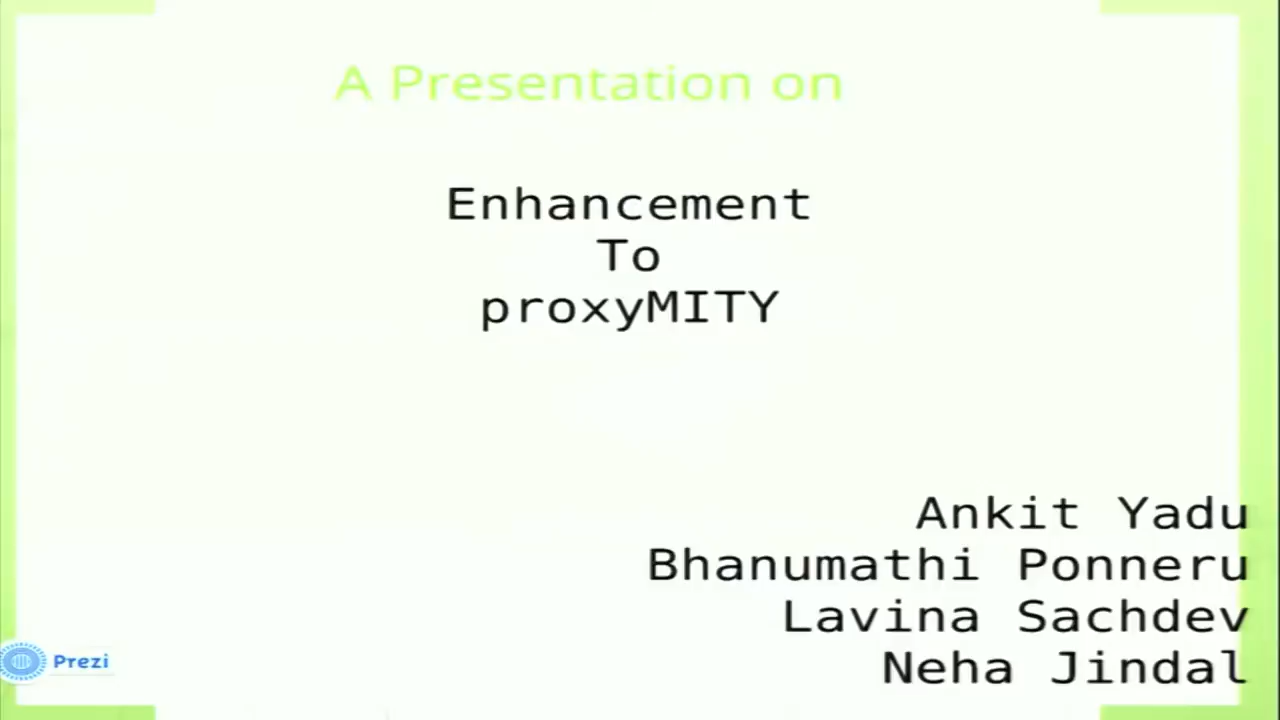 A Presentation on
Enhancement
To
proxyMITY
Ankit Yadu
Bhanumathi Ponneru
Lavina Sachdev
Neha Jindal
Prezi